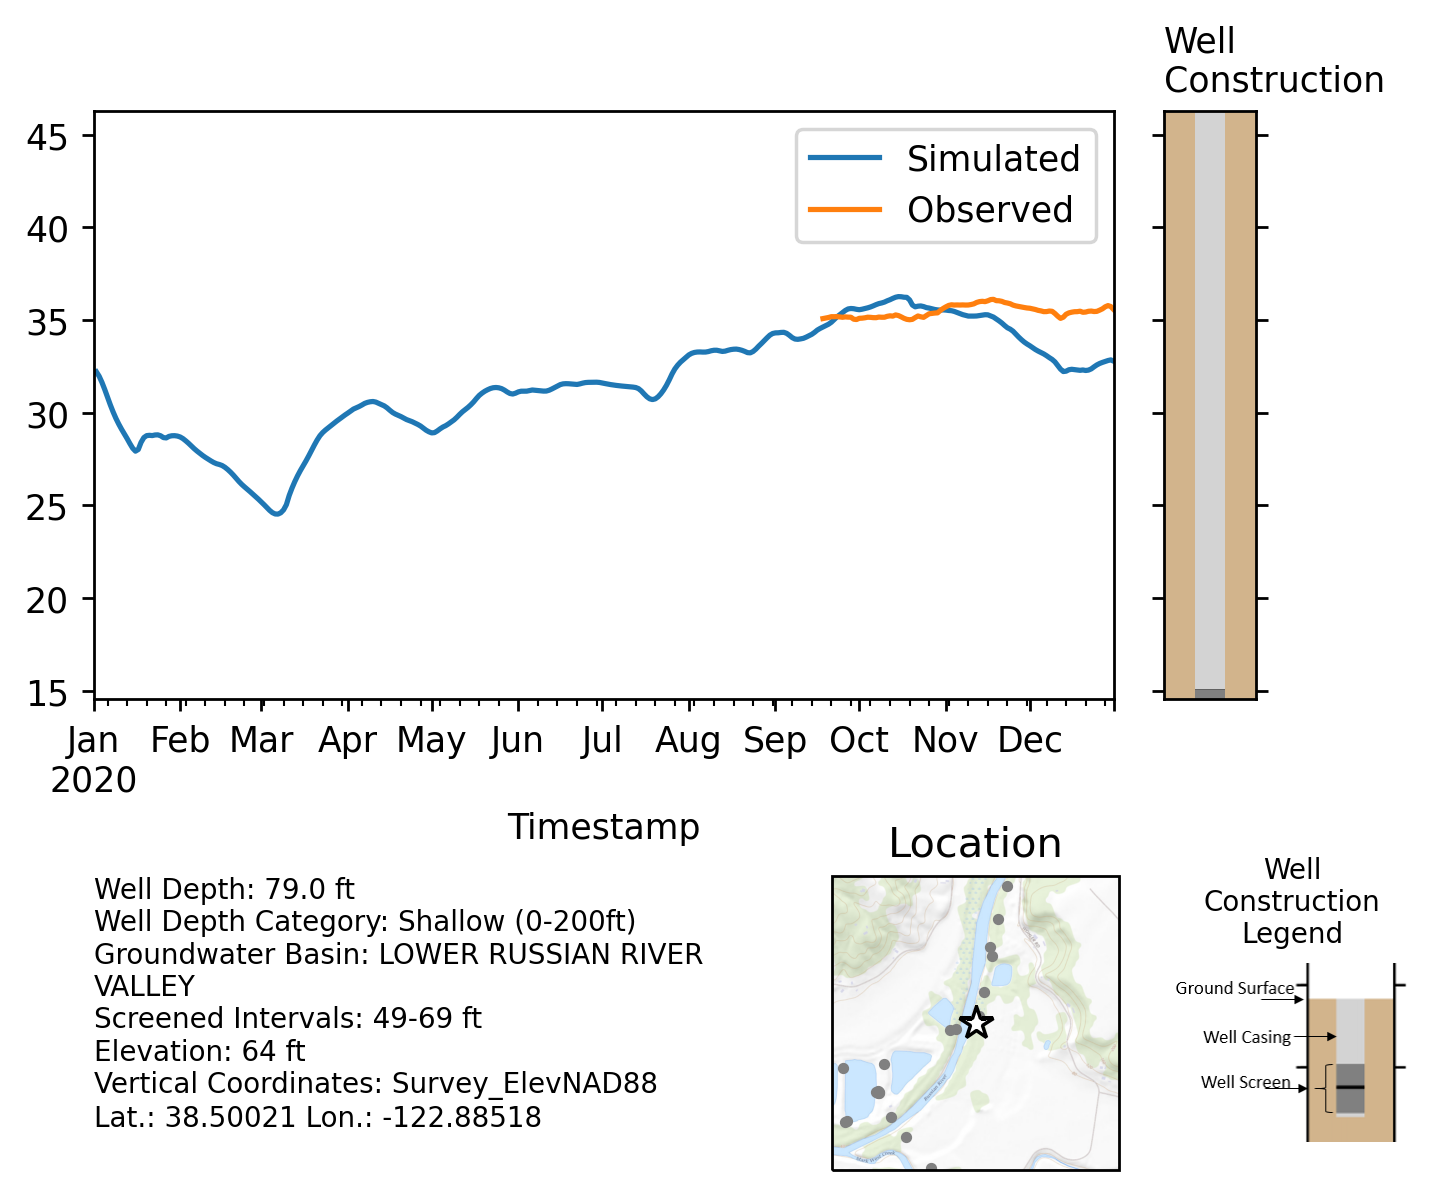 Well
Construction
45
40
35
30
25
20
15
Simulated
Observed
Jan Feb Mar Apr May Jun Jul Aug Sep Oct Nov Dec
2020
Timestamp
Well Depth: 79.0 ft
Well Depth Category: Shallow (0-200ft)
Groundwater Basin: LOWER RUSSIAN RIVER
VALLEY
Screened Intervals: 49-69 ft
Elevation: 64 ft
Vertical Coordinates: Survey_ElevNAD88
Lat.: 38.50021 Lon.: -122.88518
Location
Well
Construction
Legend
Ground Surface
Well Casing
Well Screen